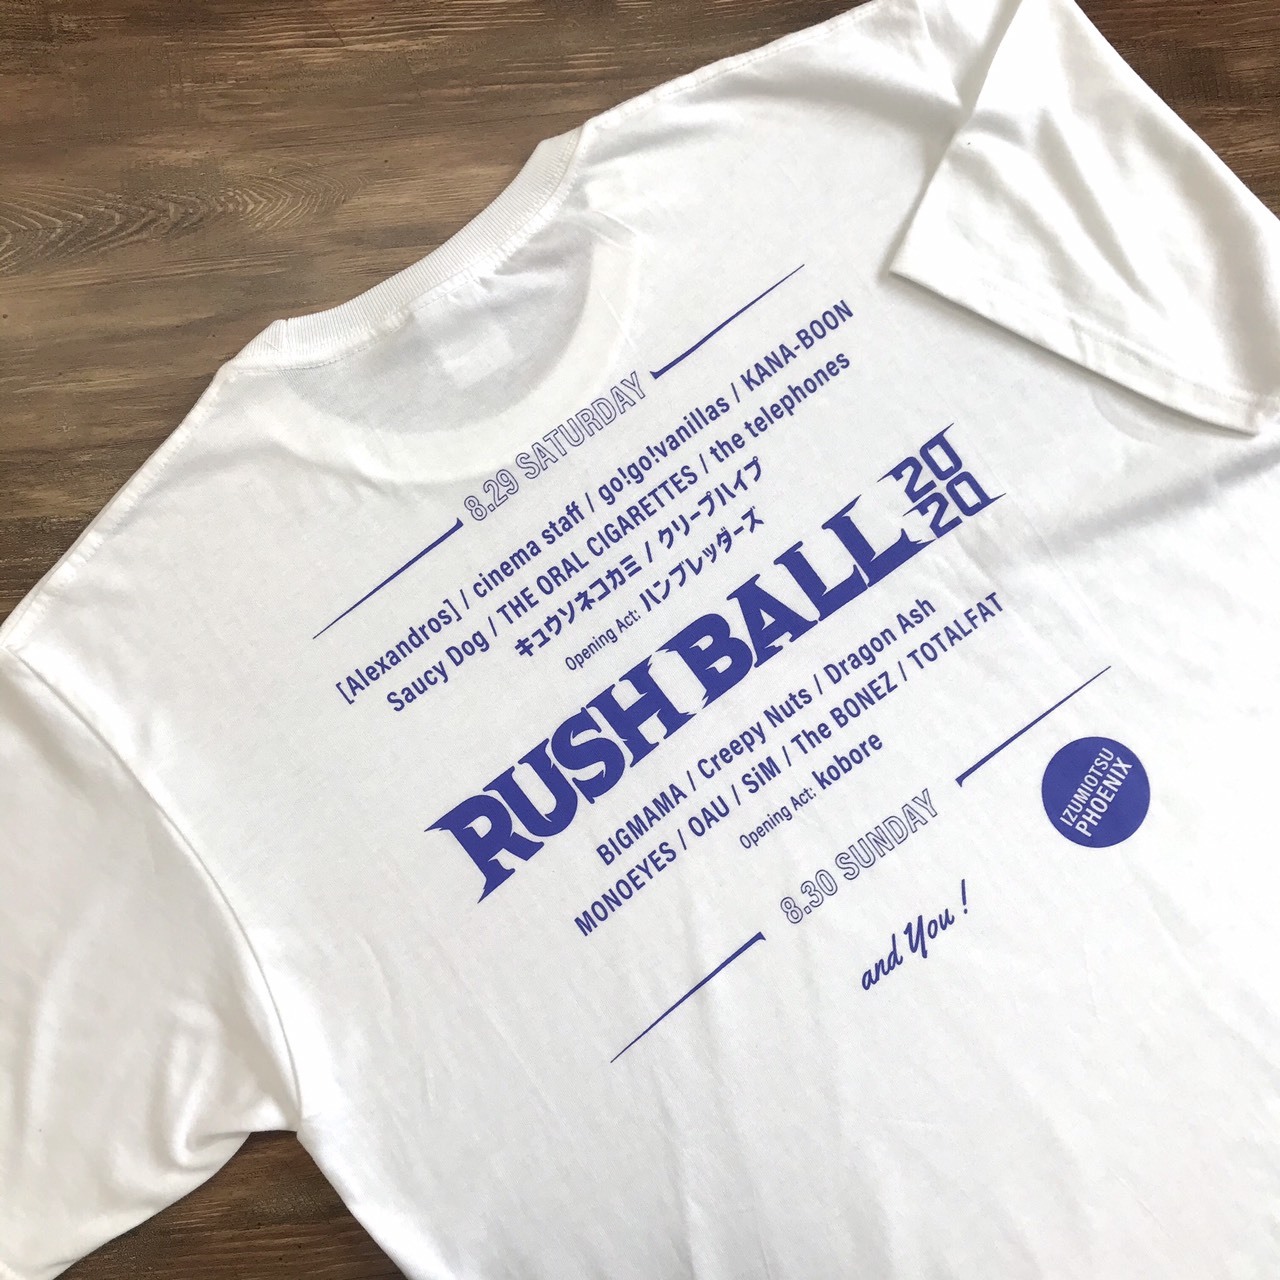 8.29 SATURDAY
[Alexandros] / cinema staff / go!go!vanillas / KANA-BOON
Saucy Dog / THE ORAL CIGARETTES / the telephones
キュウソネコカミ / クリープハイプ
Opening Act: ハンブレッダーズ
RUSH BALL 2020
BIGMAMA / Creepy Nuts / Dragon Ash
MONOEYES / OAU / SiM / The BONEZ / TOTALFAT
Opening Act: kobore
8.30 SUNDAY
IZUMIOTSU
PHOENIX
and You !